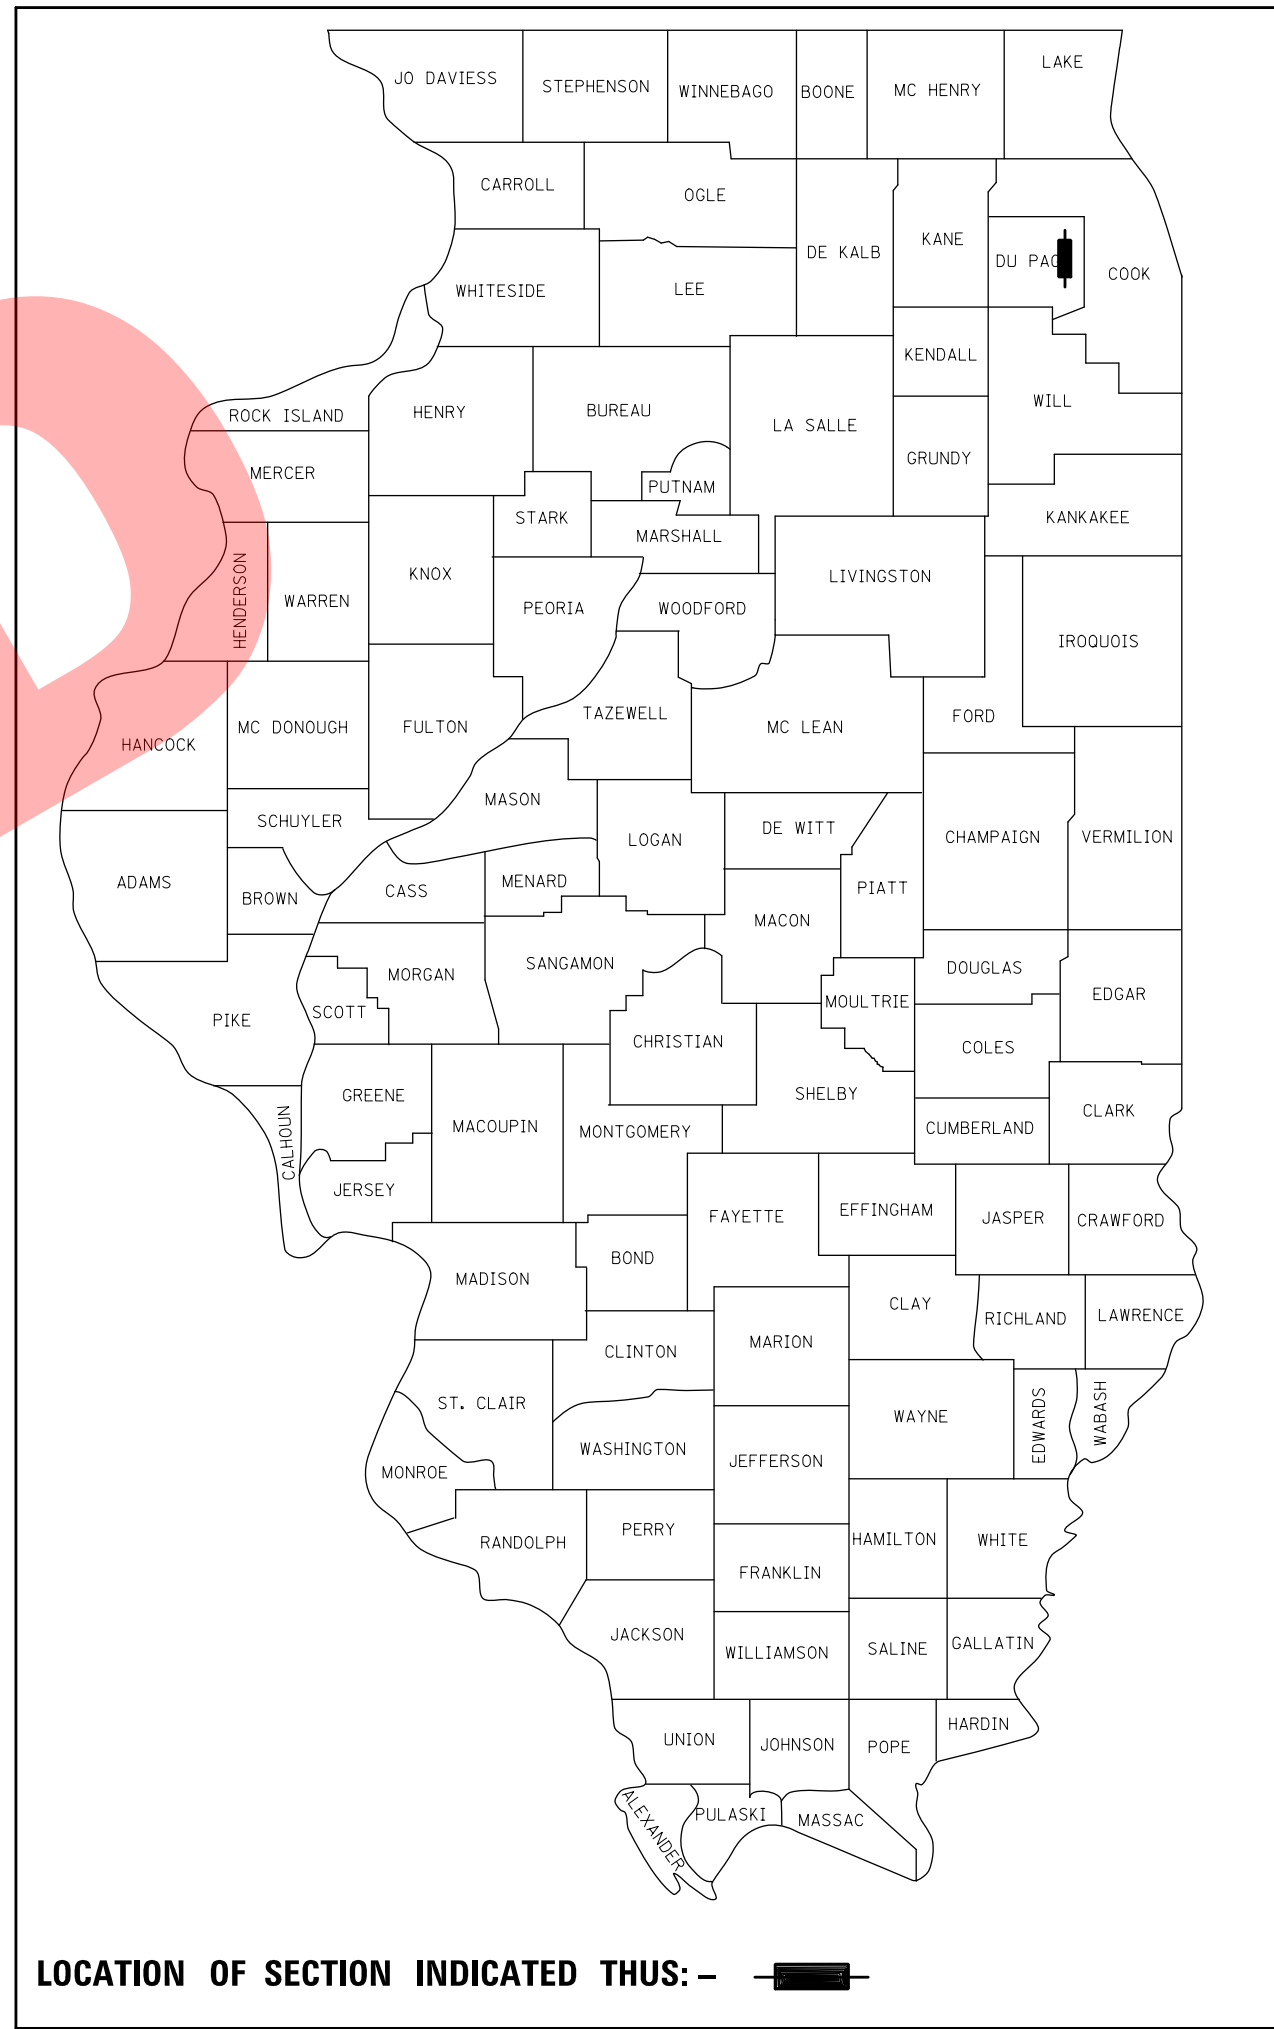 LAKE
JO DAVIESS
STEPHENSON
WINNEBAGO
BOONE
MC HENRY
CARROLL
OGLE
DE KALB
KANE
DU PAG
COOK
WHITESIDE
LEE
KENDALL
ROCK ISLAND
HENRY
BUREAU
LA SALLE
WILL
MERCER
PUTNAM
GRUNDY
STARK
MARSHALL
KANKAKEE
HENDERSON
WARREN
KNOX
PEORIA
WOODFORD
LIVINGSTON
IROQUOIS
HANCOCK
MC DONOUGH
FULTON
TAZEWELL
MC LEAN
FORD
SCHUYLER
MASON
LOGAN
DE WITT
CHAMPAIGN
VERMILION
ADAMS
BROWN
CASS
MENARD
MACON
PIATT
PIKE
SCOTT
MORGAN
SANGAMON
CHRISTIAN
MOULTRIE
DOUGLAS
EDGAR
COLES
CALHOUN
GREENE
MACOUPIN
MONTGOMERY
SHELBY
CUMBERLAND
CLARK
JERSEY
FAYETTE
EFFINGHAM
JASPER
CRAWFORD
MADISON
BOND
CLAY
RICHLAND
LAWRENCE
CLINTON
MARION
ST. CLAIR
WAYNE
EDWARDS
WABASH
MONROE
WASHINGTON
JEFFERSON
RANDOLPH
PERRY
HAMILTON
WHITE
FRANKLIN
JACKSON
WILLIAMSON
SALINE
GALLATIN
UNION
JOHNSON
POPE
HARDIN
ALEXANDER
PULASKI
MASSAC
LOCATION OF SECTION INDICATED THUS: –